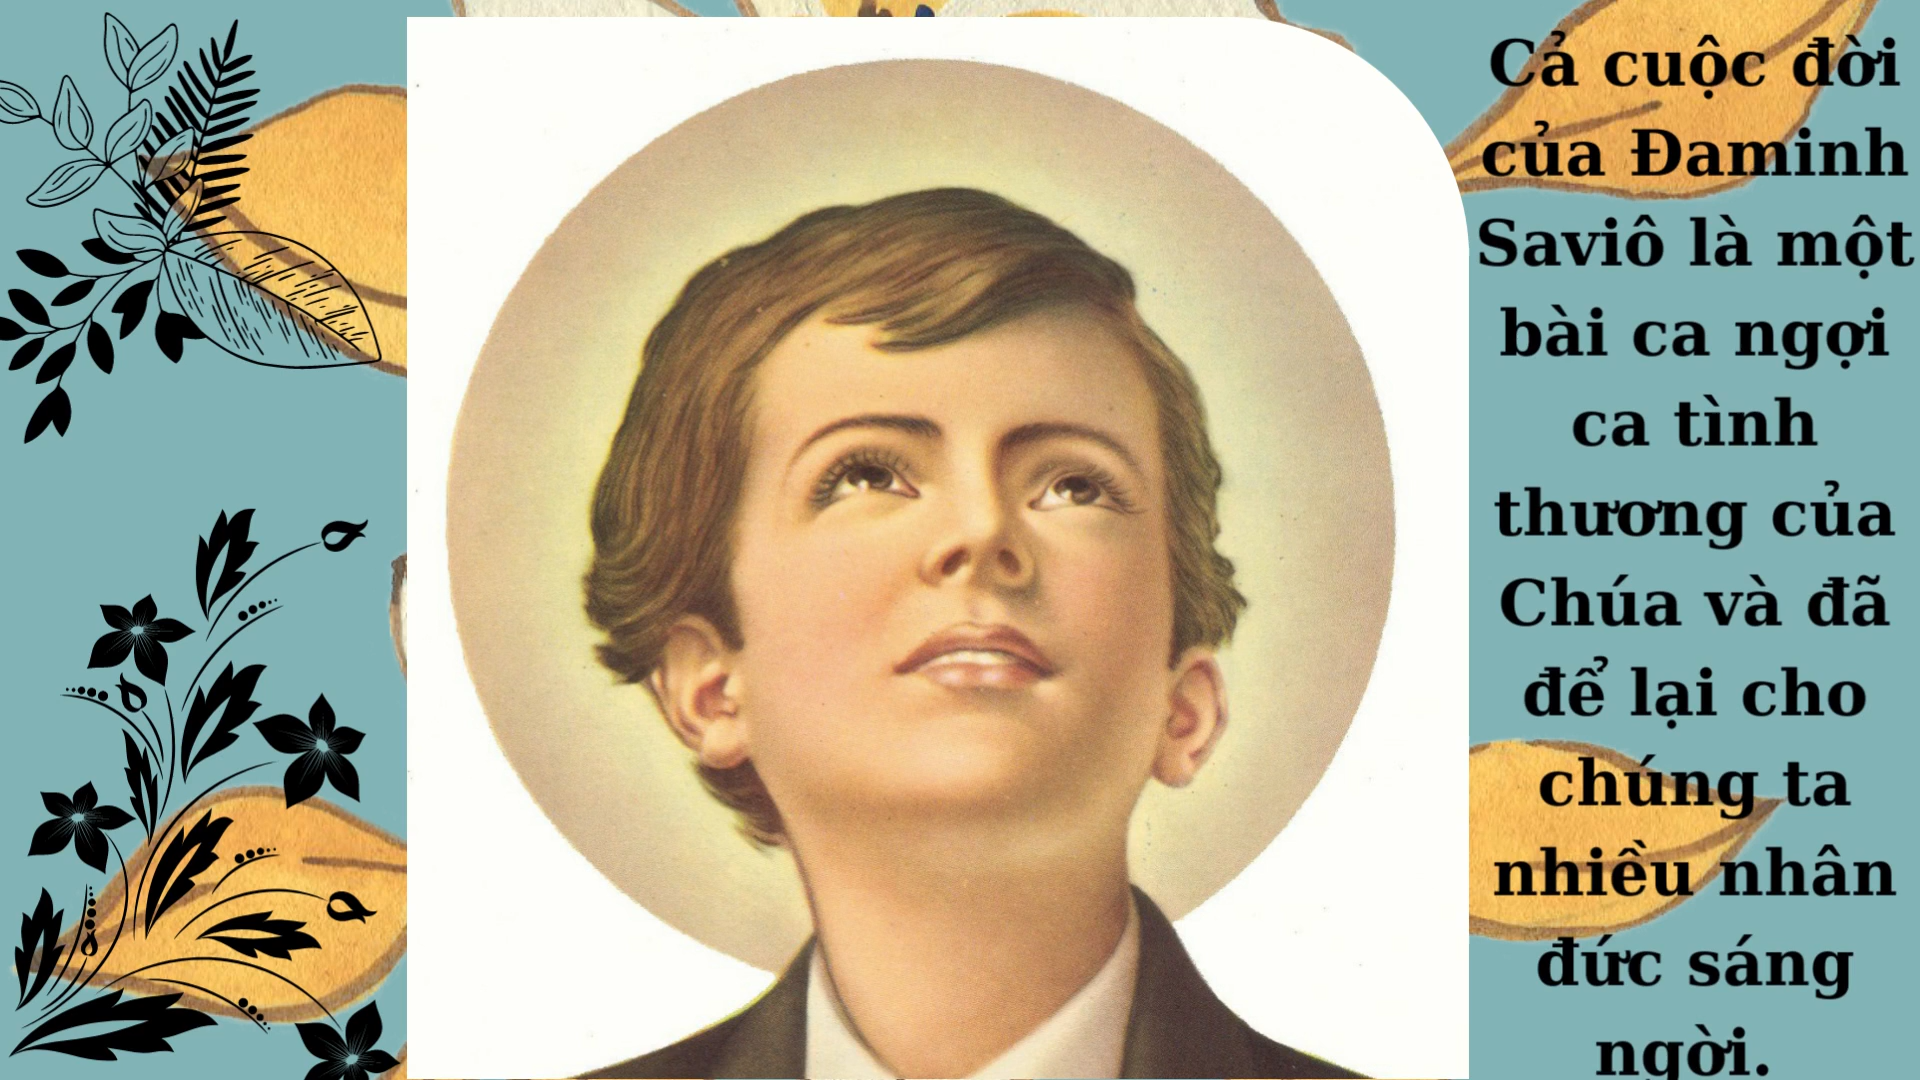 Cả cuộc đời
của Đaminh
Saviô là một
bài ca ngợi
ca tình
thương của
Chúa và đã
để lại cho
chúng ta
nhiều nhân
đức sáng
ngời.